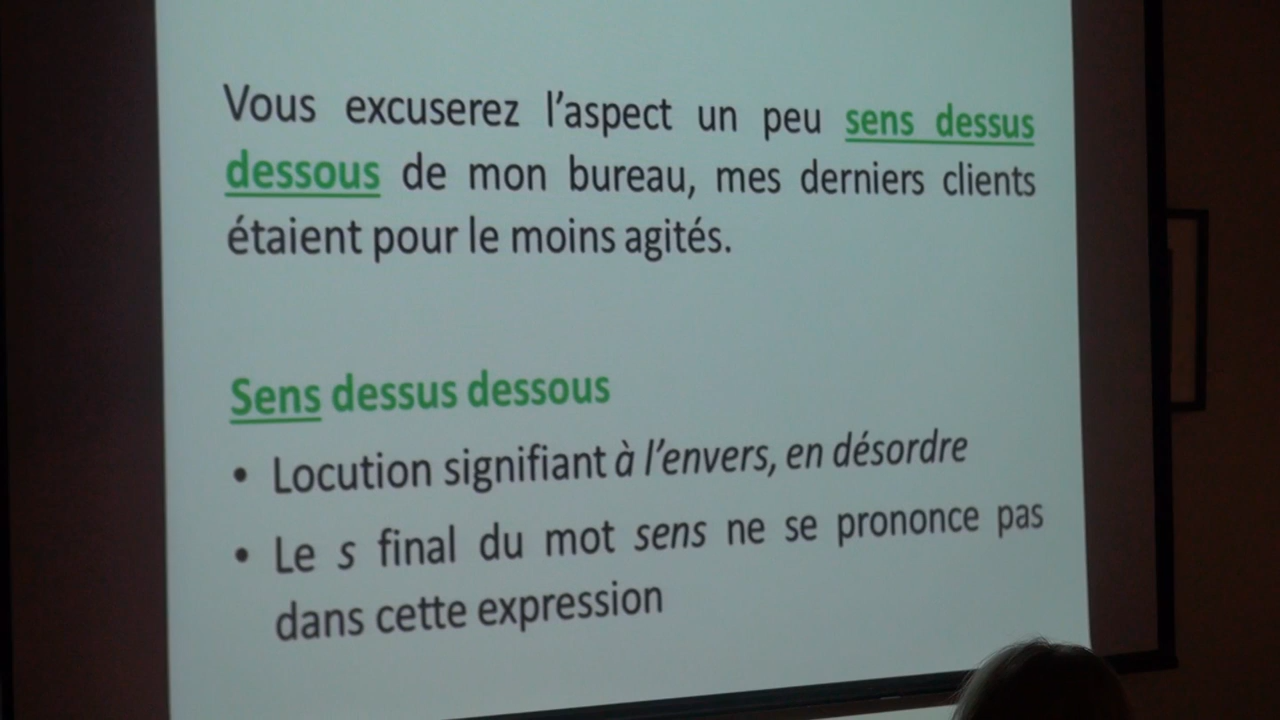 Vous excuserez l’aspect un peu sens dessus
dessous de mon bureau, mes derniers clients
étaient pour le moins agités.
Sens dessus dessous
• Locution signifiant à l’envers, en désordre
• Le s final du mot sens ne se prononce pas
dans cette expression